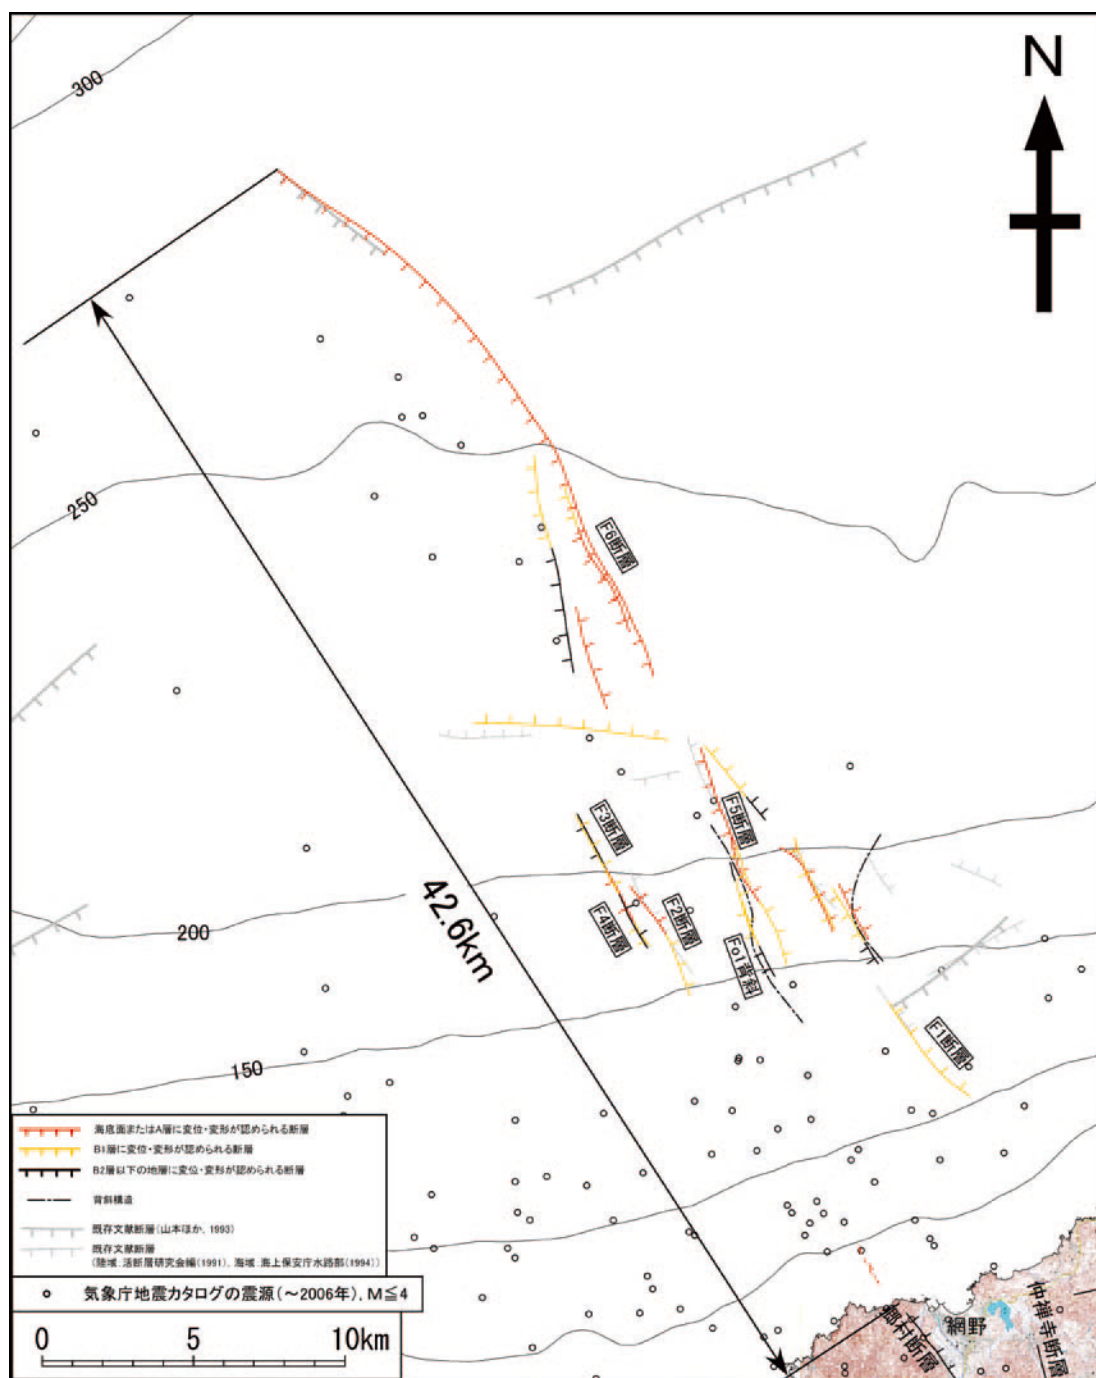 N
300
F6断層
250
F5断層
F3断層
F2断層
F4断層
42.6km
200
Fo1背斜
F1断層
150
海底面またはA層に変位・変形が認められる断層
B1層に変位・変形が認められる断層
B2層以下の地層に変位・変形が認められる断層
背斜構造
既存文献断層(山本ほか, 1993)
既存文献断層
(陸域:活断層研究会編(1991), 海域:海上保安庁水路部(1994))
気象庁地震カタログの震源(～2006年), M≦4
0 5 10km
郷村断層
網野
仲禅寺断層